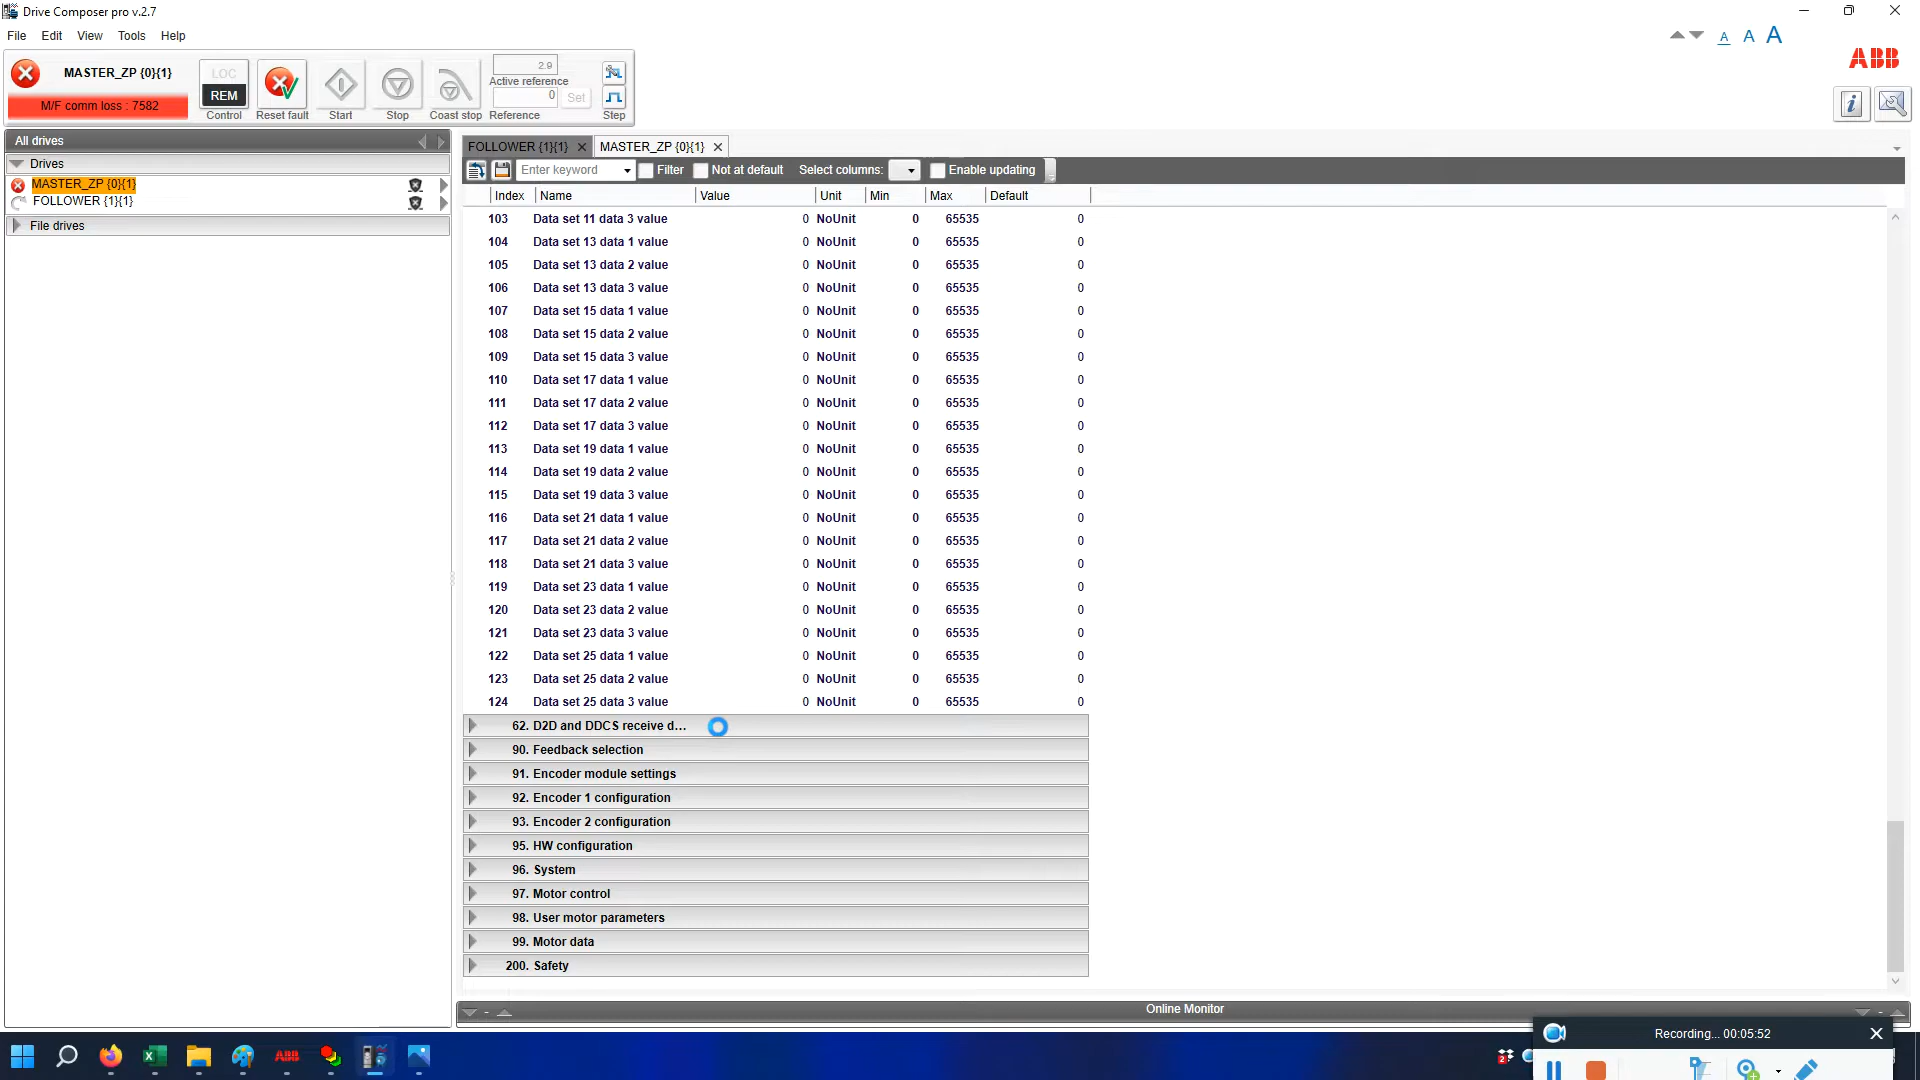 Drive Composer pro v.2.7
File Edit View Tools Help
A A A
ABB
MASTER_ZP {0}{1}
M/F comm loss : 7582
LOC
REM
Control
Reset fault
Start
Stop
Coast stop
2.9
Active reference
0
Set
Reference
Step
All drives
Drives
MASTER_ZP {0}{1}
FOLLOWER {1}{1}
File drives
FOLLOWER {1}{1} MASTER_ZP {0}{1}
Enter keyword Filter Not at default Select columns: Enable updating
Index Name Value Unit Min Max Default
103 Data set 11 data 3 value 0 NoUnit 0 65535 0
104 Data set 13 data 1 value 0 NoUnit 0 65535 0
105 Data set 13 data 2 value 0 NoUnit 0 65535 0
106 Data set 13 data 3 value 0 NoUnit 0 65535 0
107 Data set 15 data 1 value 0 NoUnit 0 65535 0
108 Data set 15 data 2 value 0 NoUnit 0 65535 0
109 Data set 15 data 3 value 0 NoUnit 0 65535 0
110 Data set 17 data 1 value 0 NoUnit 0 65535 0
111 Data set 17 data 2 value 0 NoUnit 0 65535 0
112 Data set 17 data 3 value 0 NoUnit 0 65535 0
113 Data set 19 data 1 value 0 NoUnit 0 65535 0
114 Data set 19 data 2 value 0 NoUnit 0 65535 0
115 Data set 19 data 3 value 0 NoUnit 0 65535 0
116 Data set 21 data 1 value 0 NoUnit 0 65535 0
117 Data set 21 data 2 value 0 NoUnit 0 65535 0
118 Data set 21 data 3 value 0 NoUnit 0 65535 0
119 Data set 23 data 1 value 0 NoUnit 0 65535 0
120 Data set 23 data 2 value 0 NoUnit 0 65535 0
121 Data set 23 data 3 value 0 NoUnit 0 65535 0
122 Data set 25 data 1 value 0 NoUnit 0 65535 0
123 Data set 25 data 2 value 0 NoUnit 0 65535 0
124 Data set 25 data 3 value 0 NoUnit 0 65535 0
62. D2D and DDCS receive d...
90. Feedback selection
91. Encoder module settings
92. Encoder 1 configuration
93. Encoder 2 configuration
95. HW configuration
96. System
97. Motor control
98. User motor parameters
99. Motor data
200. Safety
Online Monitor
Recording... 00:05:52
ABB
2